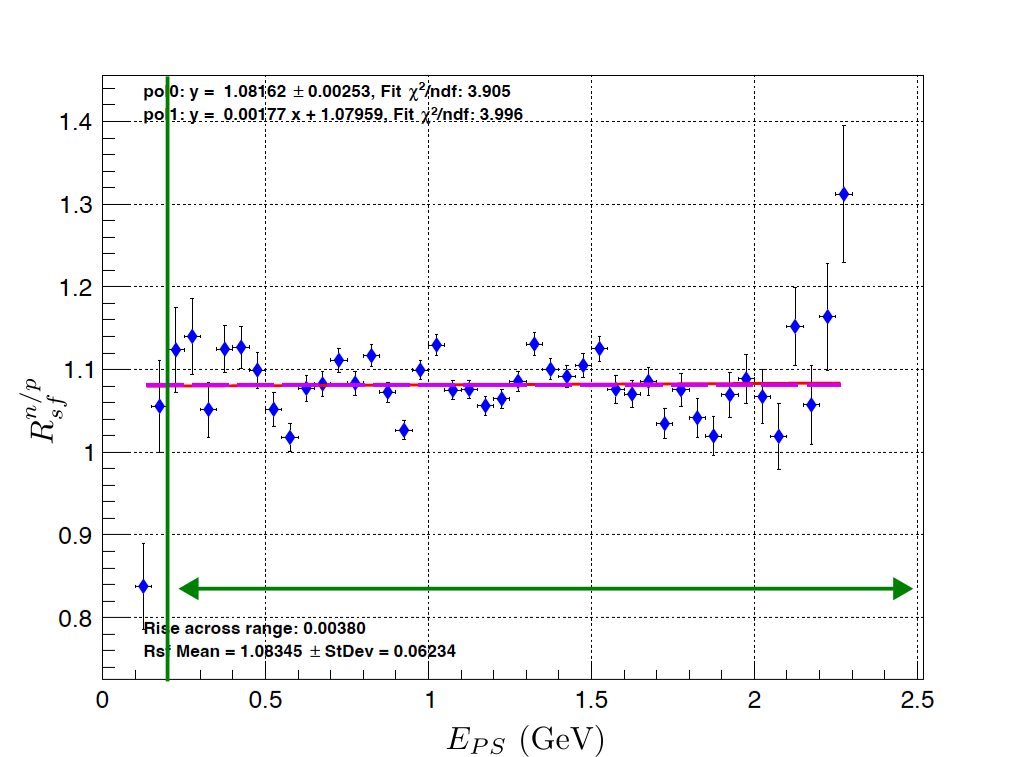 pol0: y = 1.08162 ± 0.00253, Fit χ²/ndf: 3.905
pol1: y = 0.00177 x + 1.07959, Fit χ²/ndf: 3.996
1.4
1.3
1.2
1.1
1
0.9
0.8
R_{sf}^{n/p}
Rise across range: 0.00380
Rsf Mean = 1.08345 ± StDev = 0.06234
0 0.5 1 1.5 2 2.5
E_{PS} (GeV)